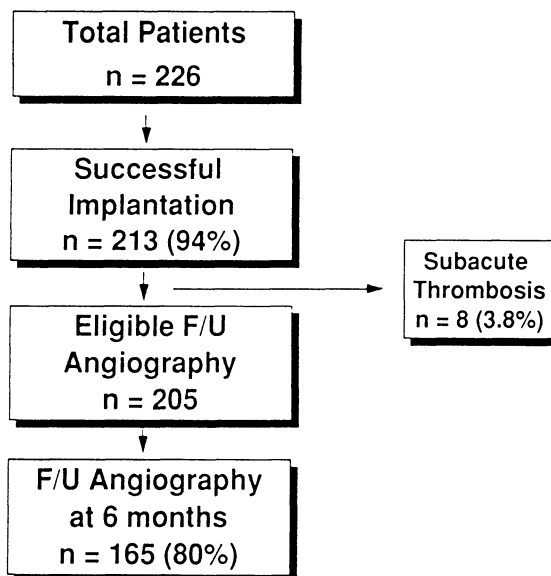 Total Patients
n = 226
Successful
Implantation
n = 213 (94%)
Subacute
Thrombosis
n = 8 (3.8%)
Eligible F/U
Angiography
n = 205
F/U Angiography
at 6 months
n = 165 (80%)